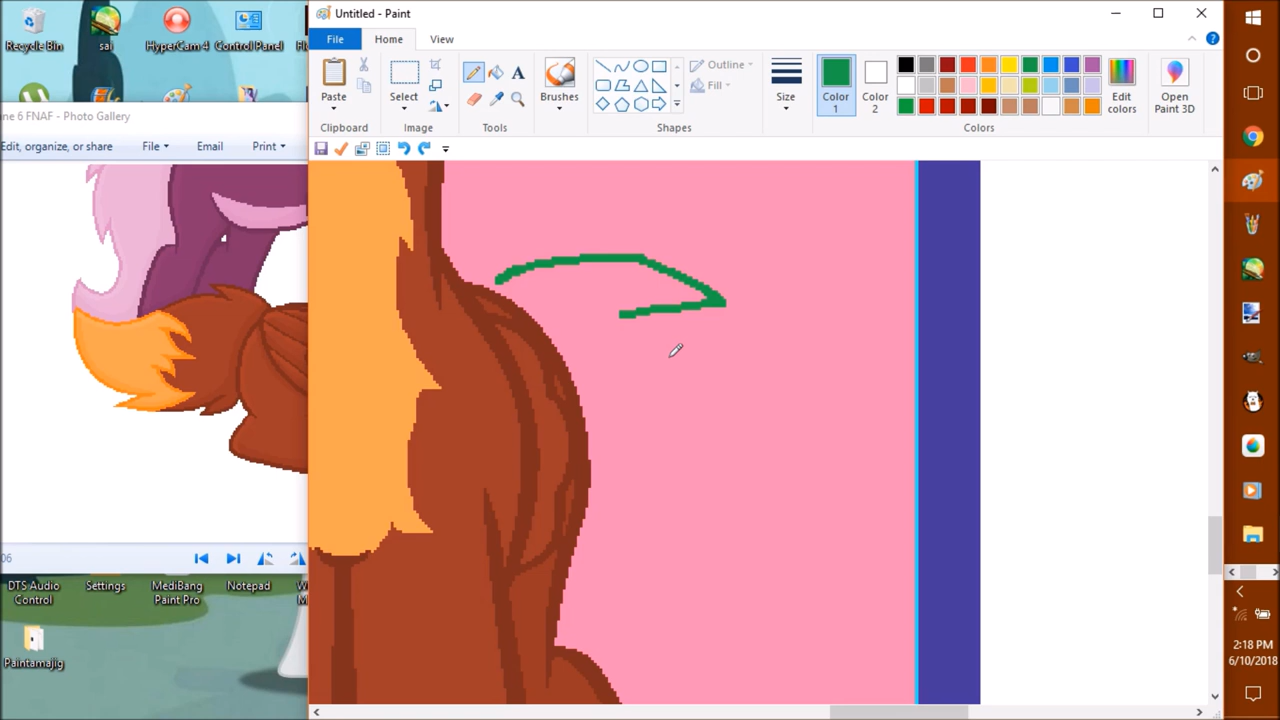 Recycle Bin
sai
HyperCam 4
Control Panel
Untitled - Paint
File
Home
View
Paste
Select
Brushes
Outline
Fill
Size
Color 1
Color 2
Edit colors
Open Paint 3D
Clipboard
Image
Tools
Shapes
Colors
ne 6 FNAF - Photo Gallery
Edit, organize, or share
File
Email
Print
06
DTS Audio Control
Settings
MediBang Paint Pro
Notepad
Paintamajig
2:18 PM
6/10/2018